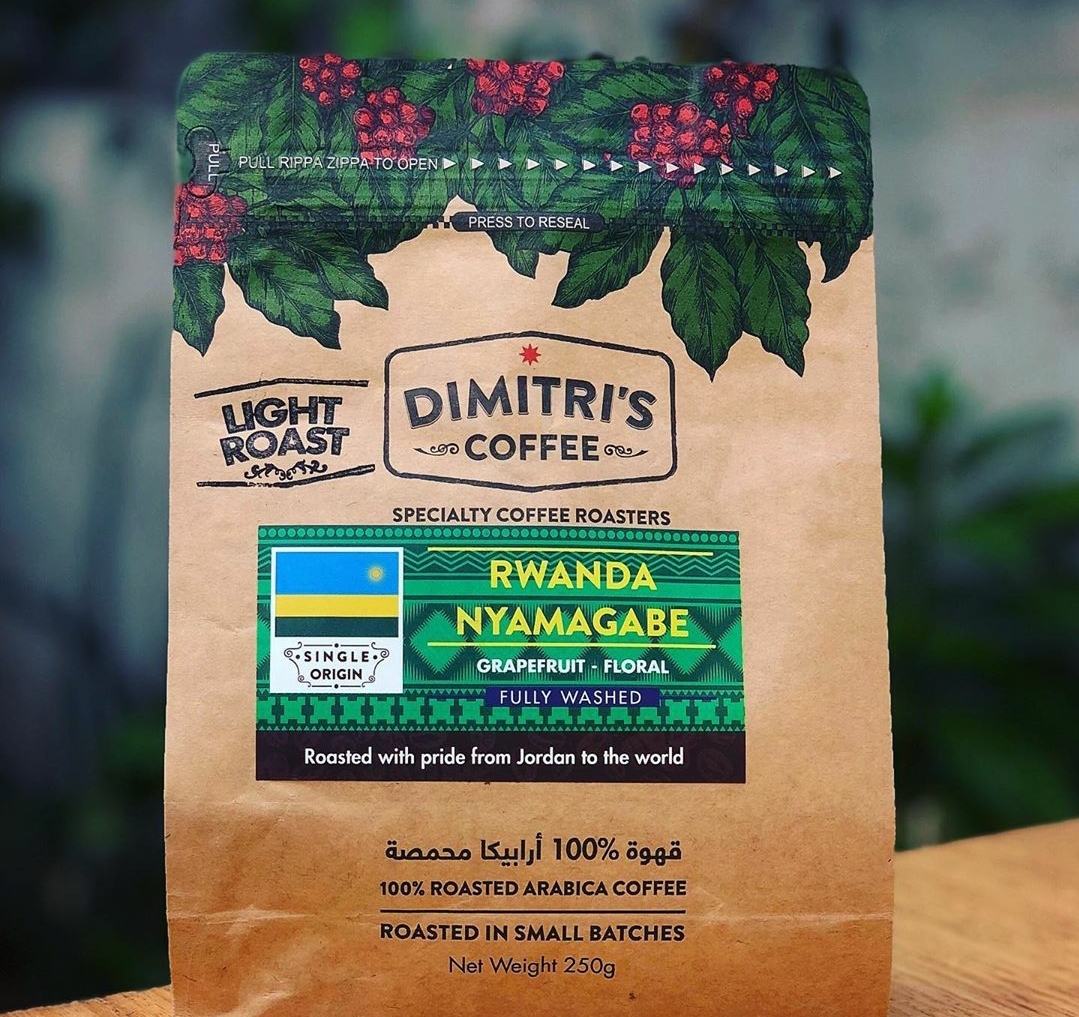 PULL
PULL RIPPA ZIPPA TO OPEN
PRESS TO RESEAL
LIGHT
ROAST
DIMITRI'S
COFFEE
SPECIALTY COFFEE ROASTERS
SINGLE
ORIGIN
RWANDA
NYAMAGABE
GRAPEFRUIT - FLORAL
FULLY WASHED
Roasted with pride from Jordan to the world
قهوة 100% أرابيكا محمصة
100% ROASTED ARABICA COFFEE
ROASTED IN SMALL BATCHES
Net Weight 250g